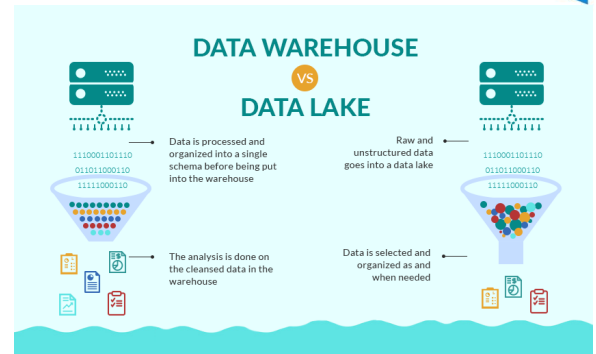 DATA WAREHOUSE
VS
DATA LAKE
Data is processed and
organized into a single
schema before being put
into the warehouse
1110001101110
011011000110
11111000110
The analysis is done on
the cleansed data in the
warehouse
Raw and
unstructured data
goes into a data lake
1110001101110
011011000110
11111000110
Data is selected and
organized as and
when needed